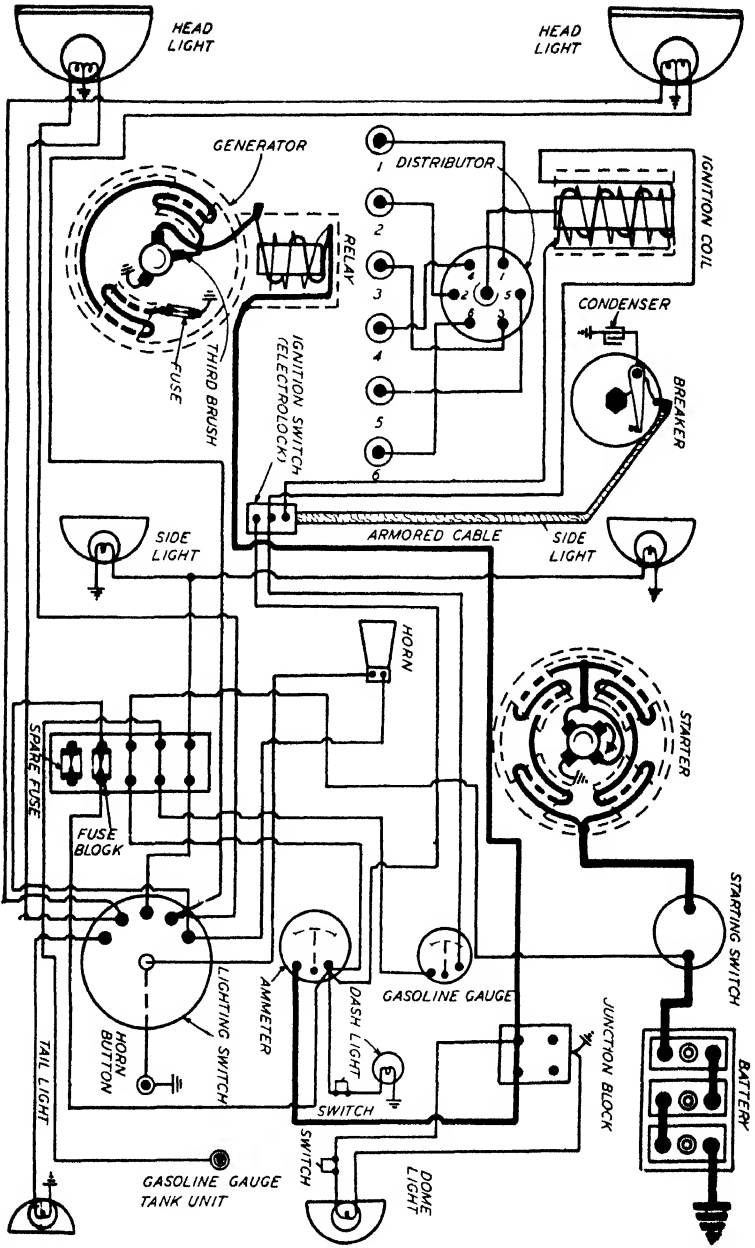 HEAD
LIGHT
HEAD
LIGHT
GENERATOR
DISTRIBUTOR
IGNITION COIL
RELAY
1
2
3
4
5
6
4
1
2
5
6
3
CONDENSER
BREAKER
FUSE
THIRD BRUSH
IGNITION SWITCH
(ELECTROLOCK)
ARMORED CABLE
SIDE
LIGHT
SIDE
LIGHT
HORN
STARTER
SPARE FUSE
FUSE
BLOCK
STARTING SWITCH
LIGHTING SWITCH
AMMETER
GASOLINE GAUGE
DASH LIGHT
SWITCH
HORN
BUTTON
JUNCTION BLOCK
BATTERY
TAIL LIGHT
GASOLINE GAUGE
TANK UNIT
SWITCH
DOME
LIGHT